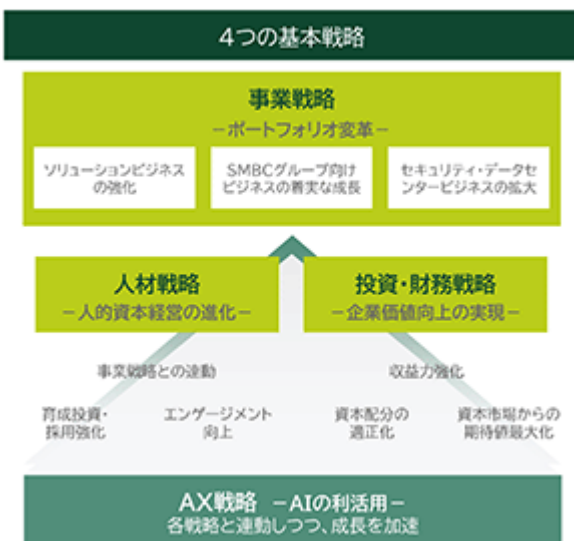 4つの基本戦略
事業戦略
－ポートフォリオ変革－
ソリューションビジネス
の強化
SMBCグループ向け
ビジネスの着実な成長
セキュリティ・データセ
ンタービジネスの拡大
人材戦略
－人的資本経営の進化－
投資・財務戦略
－企業価値向上の実現－
事業戦略との連動
収益力強化
育成投資・
採用強化
エンゲージメント
向上
資本配分の
適正化
資本市場からの
期待値最大化
AX戦略 －AIの利活用－
各戦略と連動しつつ、成長を加速